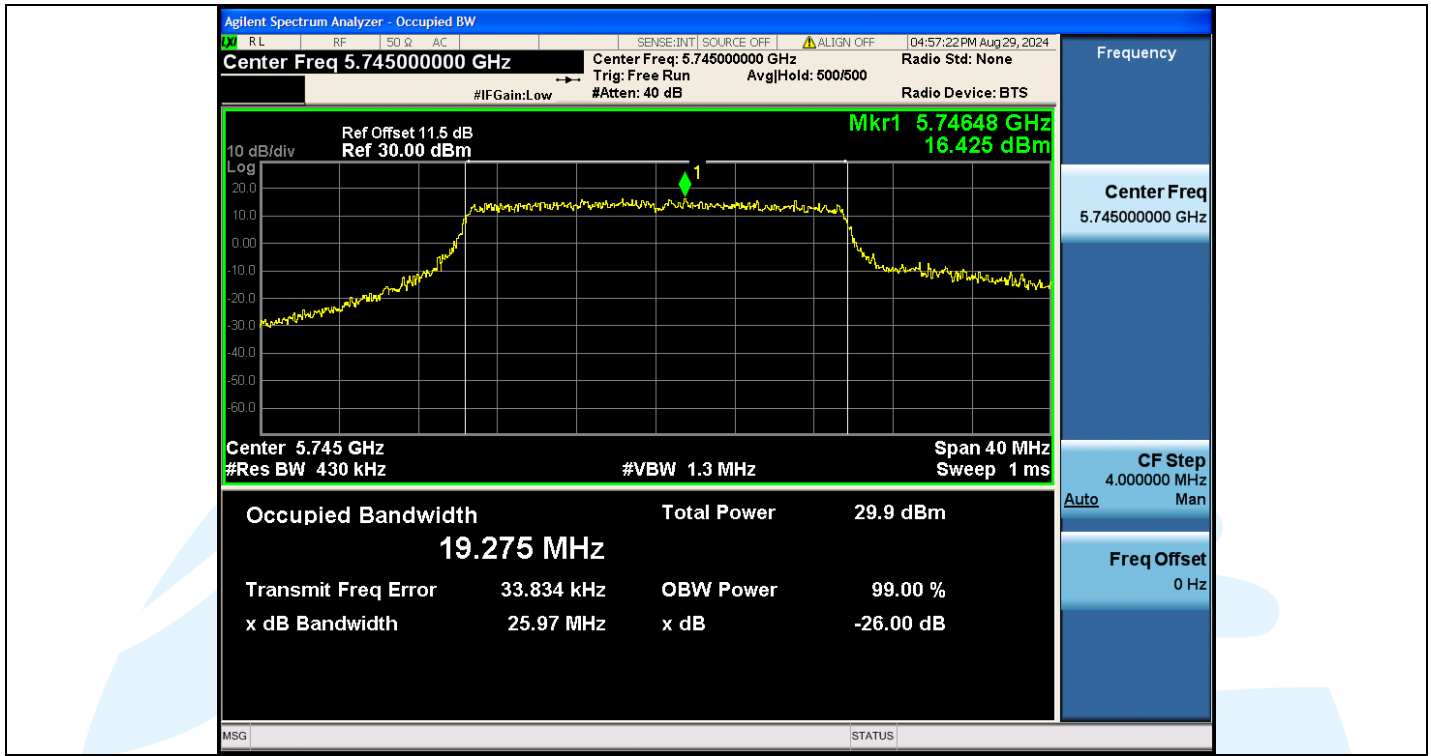 Agilent Spectrum Analyzer - Occupied BW
LXI RL RF 50 Ω AC SENSE:INT SOURCE OFF ALIGN OFF 04:57:22 PM Aug 29, 2024
Center Freq 5.745000000 GHz
Center Freq: 5.745000000 GHz
Radio Std: None
Trig: Free Run Avg|Hold: 500/500
#IFGain:Low
#Atten: 40 dB
Radio Device: BTS
Frequency
Mkr1 5.74648 GHz
16.425 dBm
Ref Offset 11.5 dB
10 dB/div Ref 30.00 dBm
Log
1
20.0
10.0
0.00
-10.0
-20.0
-30.0
-40.0
-50.0
-60.0
Center 5.745 GHz Span 40 MHz
#Res BW 430 kHz #VBW 1.3 MHz Sweep 1 ms
Occupied Bandwidth Total Power 29.9 dBm
19.275 MHz
Transmit Freq Error 33.834 kHz OBW Power 99.00 %
x dB Bandwidth 25.97 MHz x dB -26.00 dB
Center Freq
5.745000000 GHz
CF Step
4.000000 MHz
Auto Man
Freq Offset
0 Hz
MSG STATUS